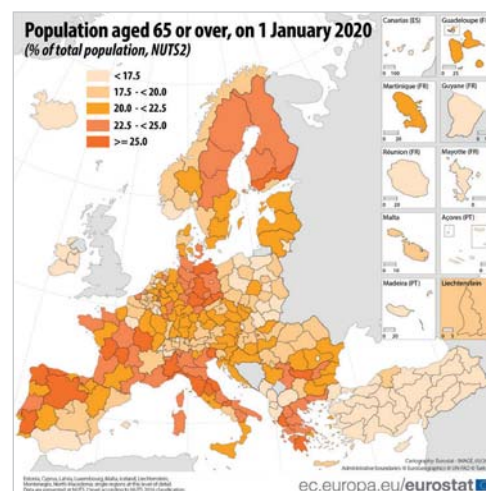 Population aged 65 or over, on 1 January 2020
(% of total population, NUTS2)
< 17.5
17.5 - < 20.0
20.0 - < 22.5
22.5 - < 25.0
>= 25.0
Canarias (ES)
Guadeloupe
Martinique (FR)
Guyane (FR)
Réunion (FR)
Mayotte (FR)
Malta
Açores (PT)
Madeira (PT)
Liechtenstein
ec.europa.eu/eurostat